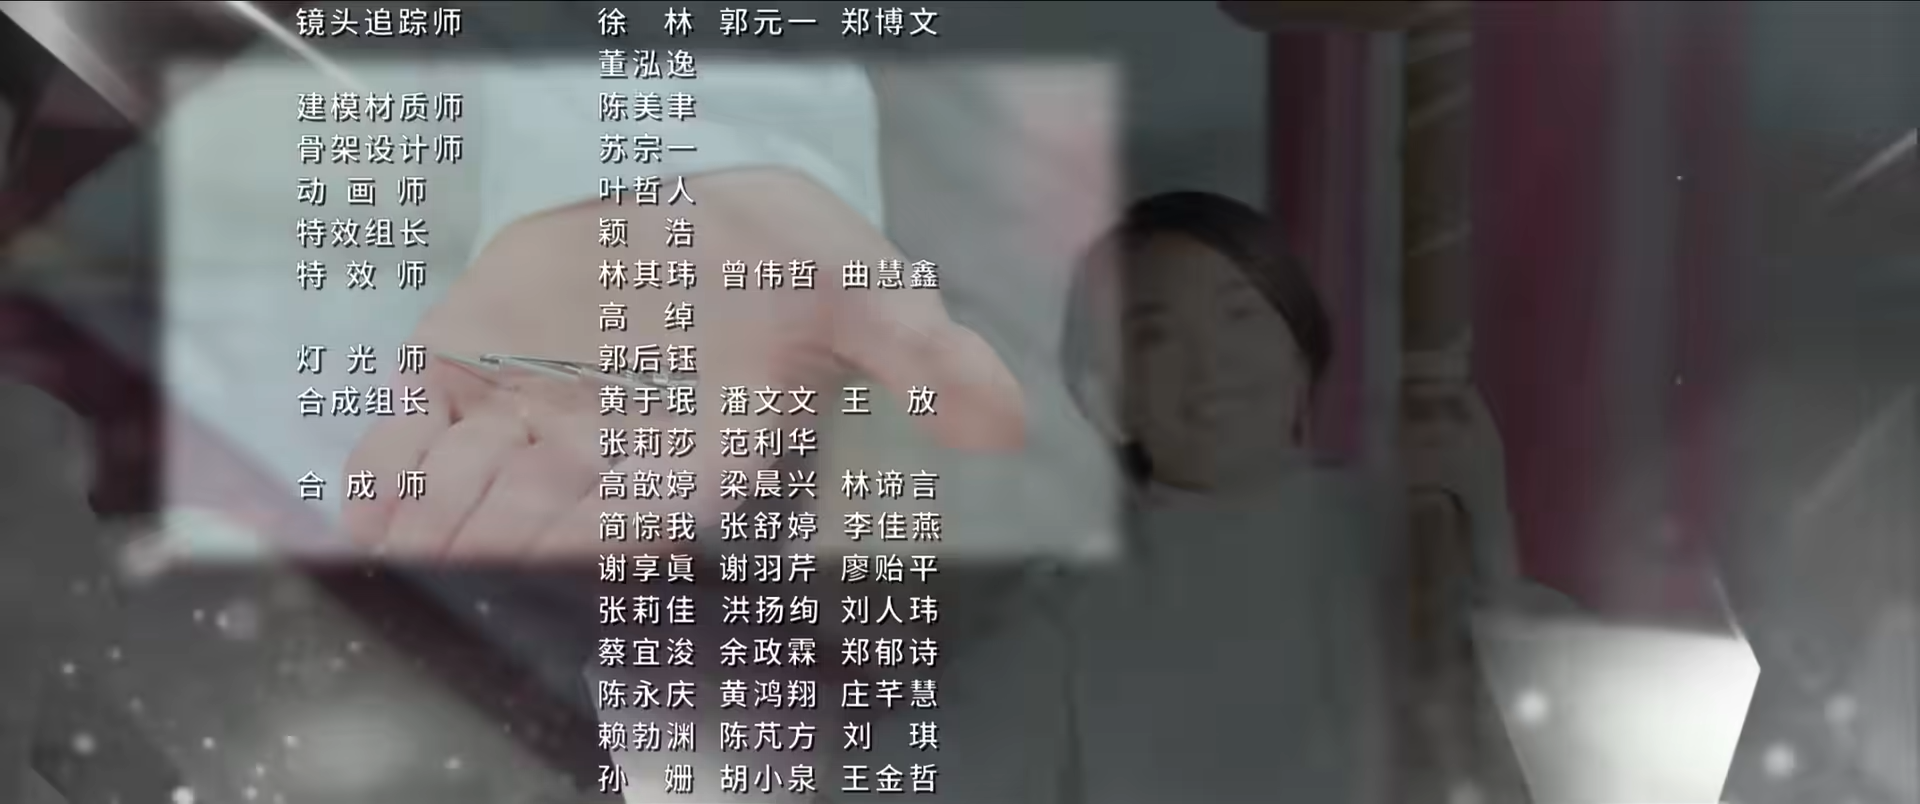 镜头追踪师 徐 林 郭元一 郑博文
董泓逸
建模材质师 陈美聿
骨架设计师 苏宗一
动 画 师 叶哲人
特效组长 颖 浩
特 效 师 林其玮 曾伟哲 曲慧鑫
高 绰
灯 光 师 郭后钰
合成组长 黄于珉 潘文文 王 放
张莉莎 范利华
合 成 师 高歆婷 梁晨兴 林谛言
简悰我 张舒婷 李佳燕
谢享眞 谢羽芹 廖贻平
张莉佳 洪扬绚 刘人玮
蔡宜浚 余政霖 郑郁诗
陈永庆 黄鸿翔 庄芊慧
赖勃渊 陈芃方 刘 琪
孙 姗 胡小泉 王金哲